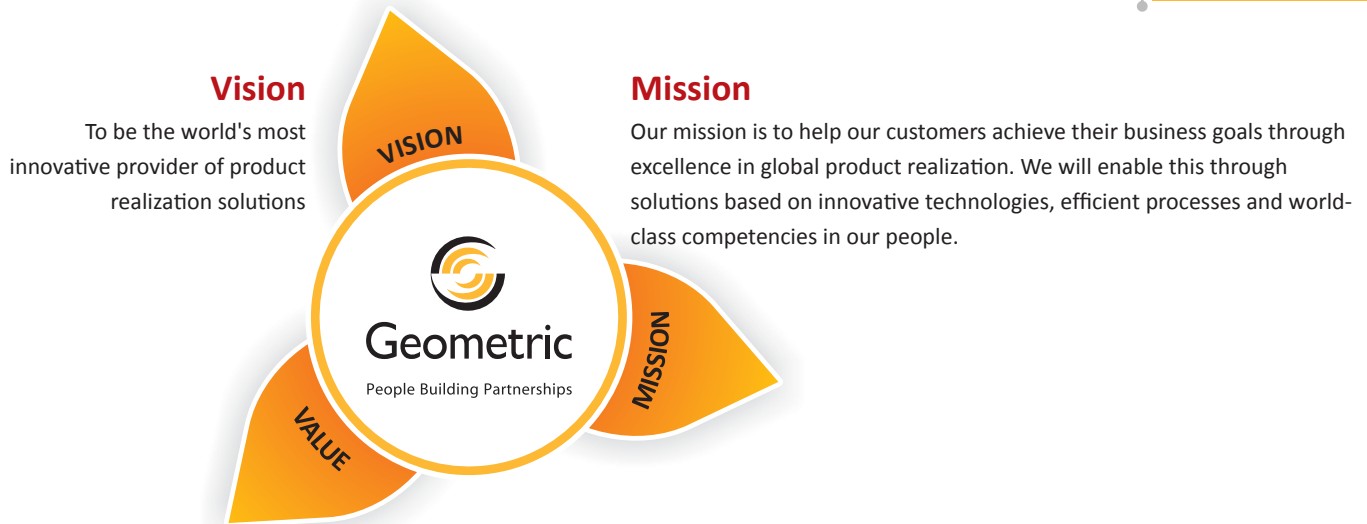 Vision
To be the world's most
innovative provider of product
realization solutions
VISION
Mission
Our mission is to help our customers achieve their business goals through
excellence in global product realization. We will enable this through
solutions based on innovative technologies, efficient processes and world-
class competencies in our people.
Geometric
People Building Partnerships
MISSION
VALUE